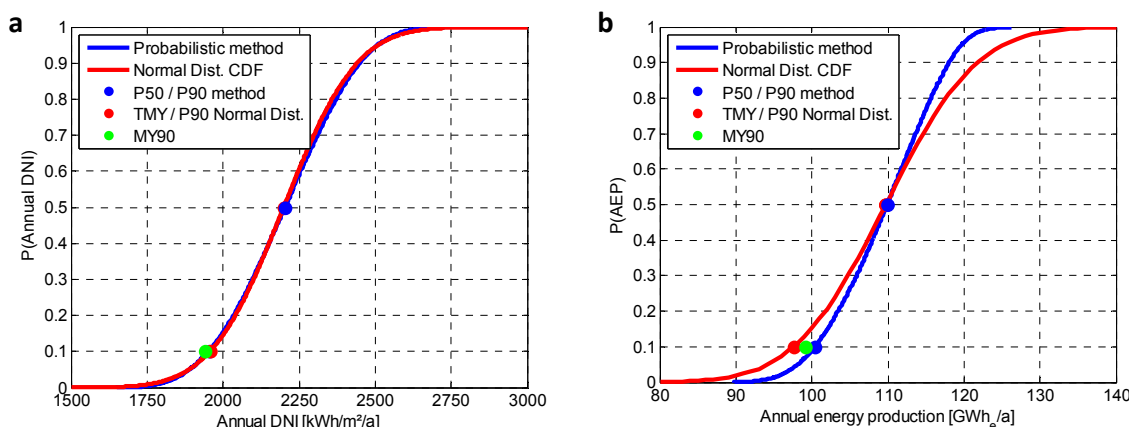 a
1
0.9
0.8
0.7
0.6
0.5
0.4
0.3
0.2
0.1
0
P(Annual DNI)
Probabilistic method
Normal Dist. CDF
P50 / P90 method
TMY / P90 Normal Dist.
MY90
1500 1750 2000 2250 2500 2750 3000
Annual DNI [kWh/m²/a]
b
1
0.9
0.8
0.7
0.6
0.5
0.4
0.3
0.2
0.1
0
P(AEP)
Probabilistic method
Normal Dist. CDF
P50 / P90 method
TMY / P90 Normal Dist.
MY90
80 90 100 110 120 130 140
Annual energy production [GWhₑ/a]